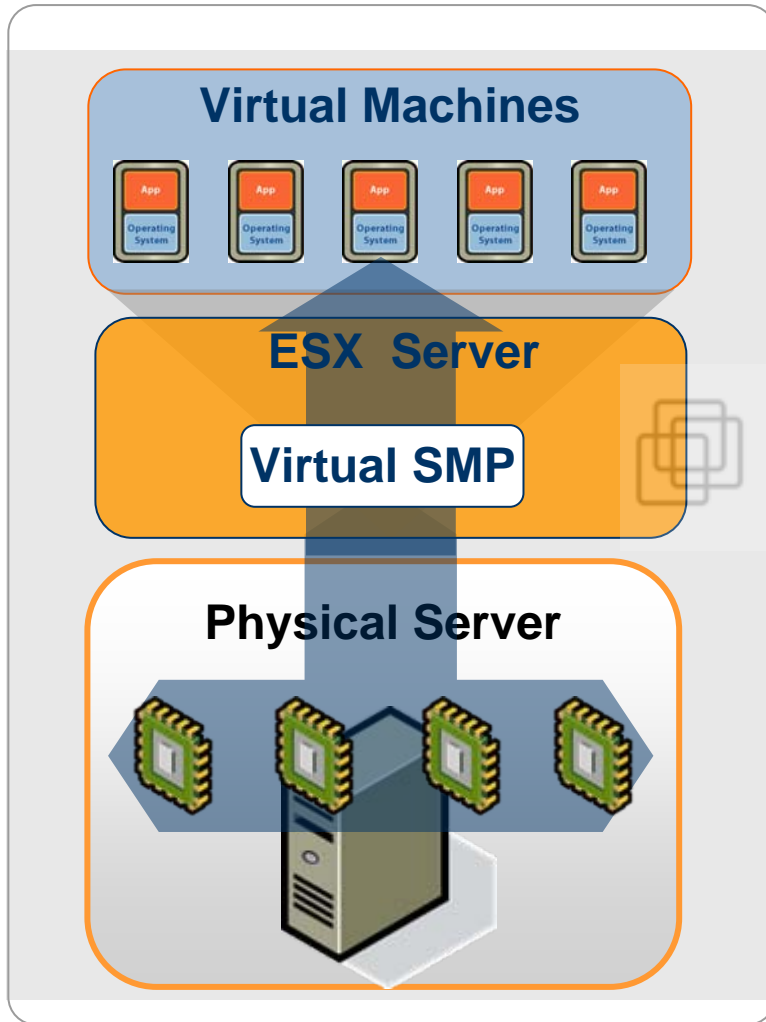 Virtual Machines
App
Operating
System
App
Operating
System
App
Operating
System
App
Operating
System
App
Operating
System
ESX  Server
Virtual SMP
Physical Server